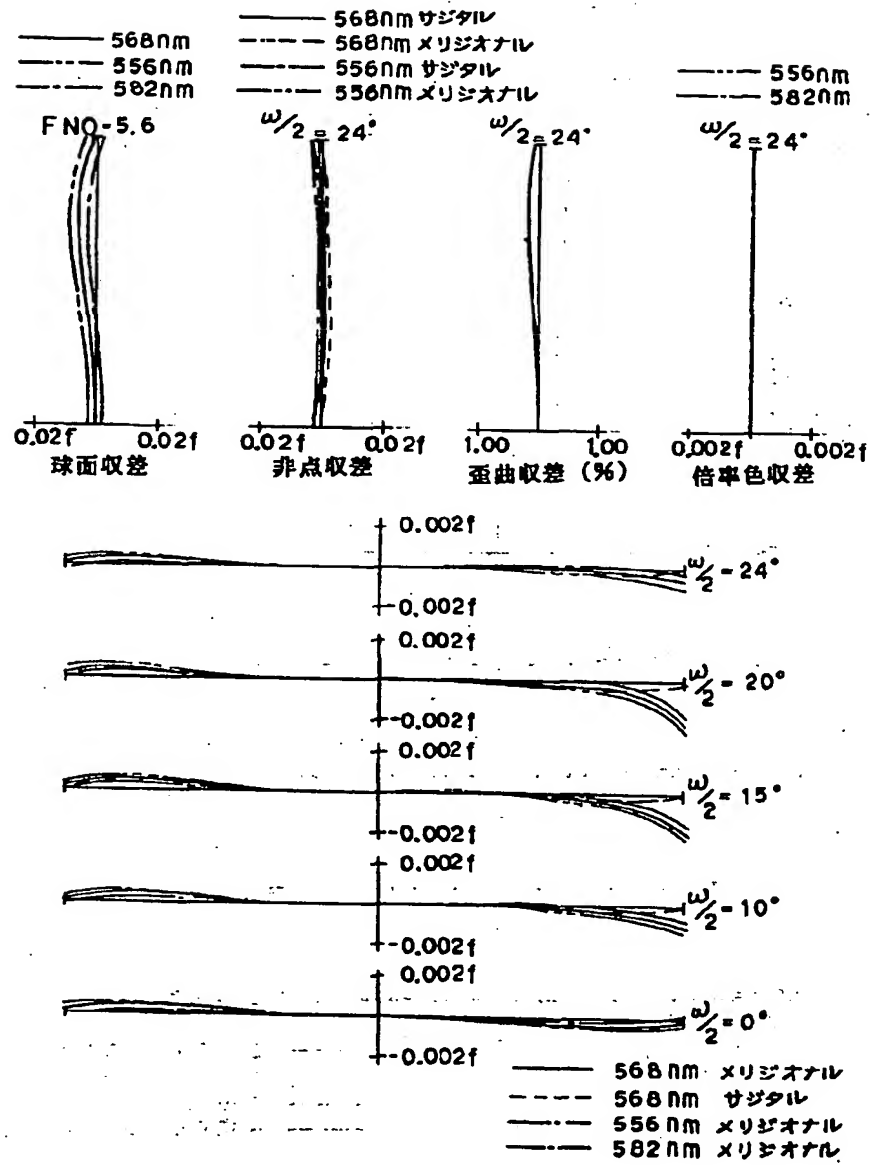 568nm
556nm
582nm
568nm サジタル
568nm メリジオナル
556nm サジタル
556nm メリジオナル
556nm
582nm
FNO-5.6
ω/2=24°
ω/2=24°
ω/2=24°
0.02f 0.02f
球面収差
0.02f 0.02f
非点収差
1.00 1.00
歪曲収差 (%)
0.002f 0.002f
倍率色収差
0.002f
ω/2=24°
-0.002f
0.002f
ω/2=20°
-0.002f
0.002f
ω/2=15°
-0.002f
0.002f
ω/2=10°
-0.002f
0.002f
ω/2=0°
-0.002f
568nm メリジオナル
568nm サジタル
556nm メリジオナル
582nm メリジオナル